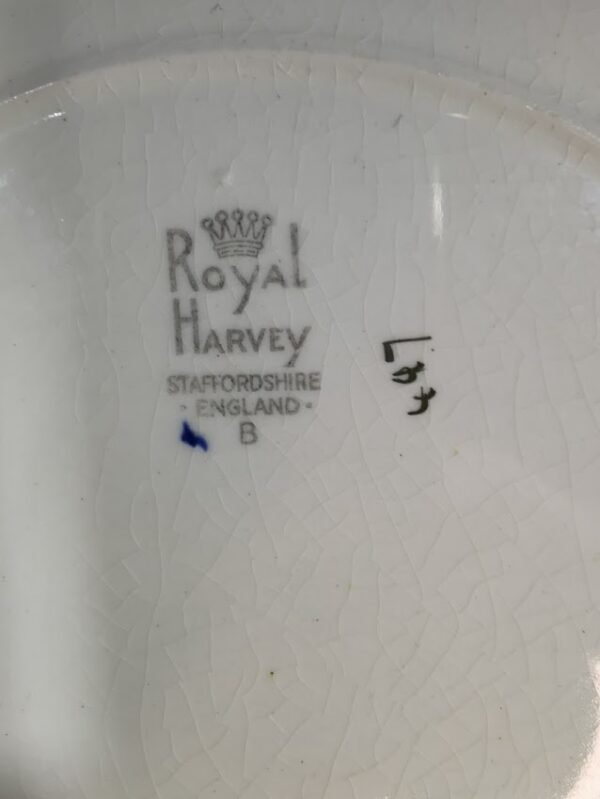 Royal
HARVEY
STAFFORDSHIRE
· ENGLAND ·
B